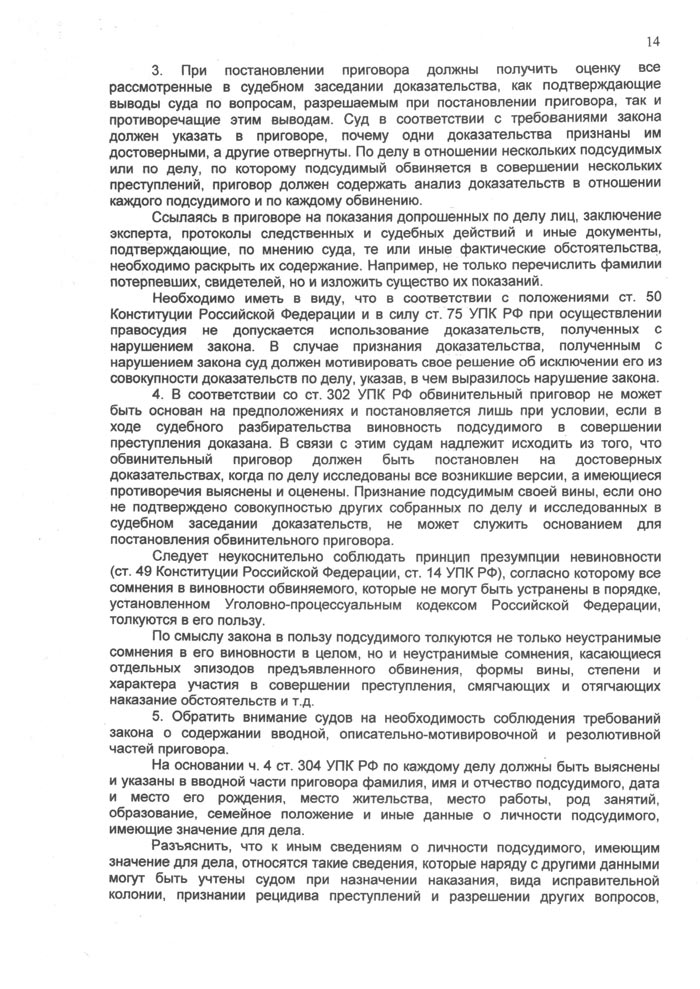 14
3. При постановлении приговора должны получить оценку все
рассмотренные в судебном заседании доказательства, как подтверждающие
выводы суда по вопросам, разрешаемым при постановлении приговора, так и
противоречащие этим выводам. Суд в соответствии с требованиями закона
должен указать в приговоре, почему одни доказательства признаны им
достоверными, а другие отвергнуты. По делу в отношении нескольких подсудимых
или по делу, по которому подсудимый обвиняется в совершении нескольких
преступлений, приговор должен содержать анализ доказательств в отношении
каждого подсудимого и по каждому обвинению.
Ссылаясь в приговоре на показания допрошенных по делу лиц, заключение
эксперта, протоколы следственных и судебных действий и иные документы,
подтверждающие, по мнению суда, те или иные фактические обстоятельства,
необходимо раскрыть их содержание. Например, не только перечислить фамилии
потерпевших, свидетелей, но и изложить существо их показаний.
Необходимо иметь в виду, что в соответствии с положениями ст. 50
Конституции Российской Федерации и в силу ст. 75 УПК РФ при осуществлении
правосудия не допускается использование доказательств, полученных с
нарушением закона. В случае признания доказательства, полученным с
нарушением закона суд должен мотивировать свое решение об исключении его из
совокупности доказательств по делу, указав, в чем выразилось нарушение закона.
4. В соответствии со ст. 302 УПК РФ обвинительный приговор не может
быть основан на предположениях и постановляется лишь при условии, если в
ходе судебного разбирательства виновность подсудимого в совершении
преступления доказана. В связи с этим судам надлежит исходить из того, что
обвинительный приговор должен быть постановлен на достоверных
доказательствах, когда по делу исследованы все возникшие версии, а имеющиеся
противоречия выяснены и оценены. Признание подсудимым своей вины, если оно
не подтверждено совокупностью других собранных по делу и исследованных в
судебном заседании доказательств, не может служить основанием для
постановления обвинительного приговора.
Следует неукоснительно соблюдать принцип презумпции невиновности
(ст. 49 Конституции Российской Федерации, ст. 14 УПК РФ), согласно которому все
сомнения в виновности обвиняемого, которые не могут быть устранены в порядке,
установленном Уголовно-процессуальным кодексом Российской Федерации,
толкуются в его пользу.
По смыслу закона в пользу подсудимого толкуются не только неустранимые
сомнения в его виновности в целом, но и неустранимые сомнения, касающиеся
отдельных эпизодов предъявленного обвинения, формы вины, степени и
характера участия в совершении преступления, смягчающих и отягчающих
наказание обстоятельств и т.д.
5. Обратить внимание судов на необходимость соблюдения требований
закона о содержании вводной, описательно-мотивировочной и резолютивной
частей приговора.
На основании ч. 4 ст. 304 УПК РФ по каждому делу должны быть выяснены
и указаны в вводной части приговора фамилия, имя и отчество подсудимого, дата
и место его рождения, место жительства, место работы, род занятий,
образование, семейное положение и иные данные о личности подсудимого,
имеющие значение для дела.
Разъяснить, что к иным сведениям о личности подсудимого, имеющим
значение для дела, относятся такие сведения, которые наряду с другими данными
могут быть учтены судом при назначении наказания, вида исправительной
колонии, признании рецидива преступлений и разрешении других вопросов,